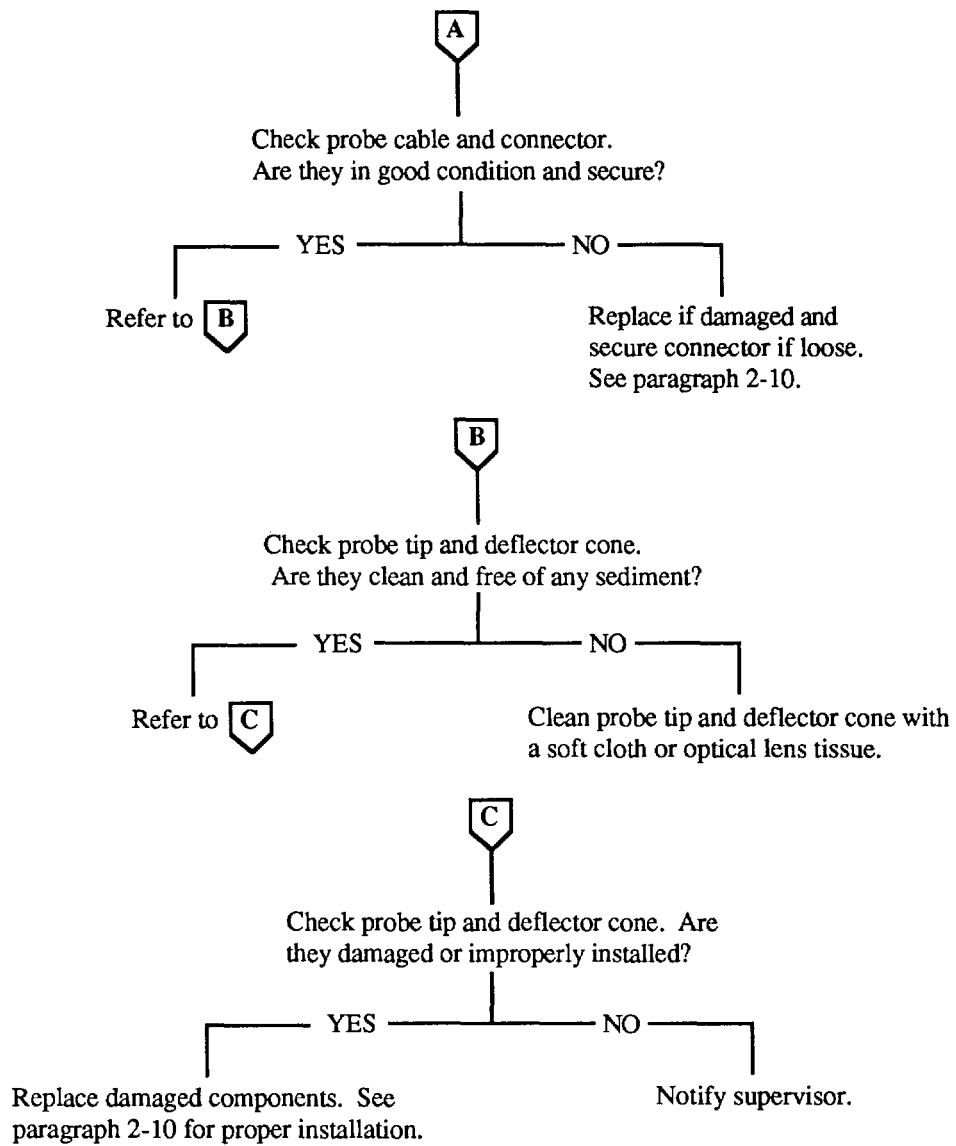 A
Check probe cable and connector.
Are they in good condition and secure?
YES
NO
Refer to B
Replace if damaged and
secure connector if loose.
See paragraph 2-10.
B
Check probe tip and deflector cone.
Are they clean and free of any sediment?
YES
NO
Refer to C
Clean probe tip and deflector cone with
a soft cloth or optical lens tissue.
C
Check probe tip and deflector cone. Are
they damaged or improperly installed?
YES
NO
Replace damaged components. See
paragraph 2-10 for proper installation.
Notify supervisor.